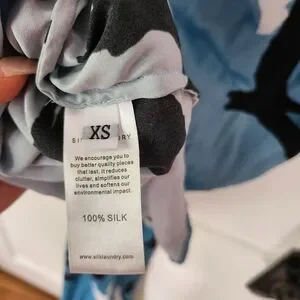 XS
We encourage you to
buy better quality pieces
that last. It reduces
clutter, simplifies our
lives and softens our
environmental impact.
100% SILK
www.silklaundry.com